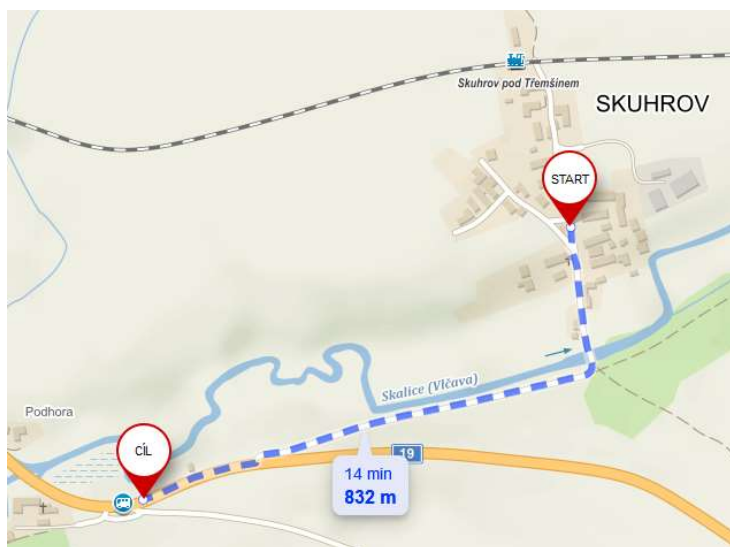 Skuhrov pod Třemšínem
SKUHROV
START
Skalice (Vlčava)
Podhora
CÍL
19
14 min
832 m